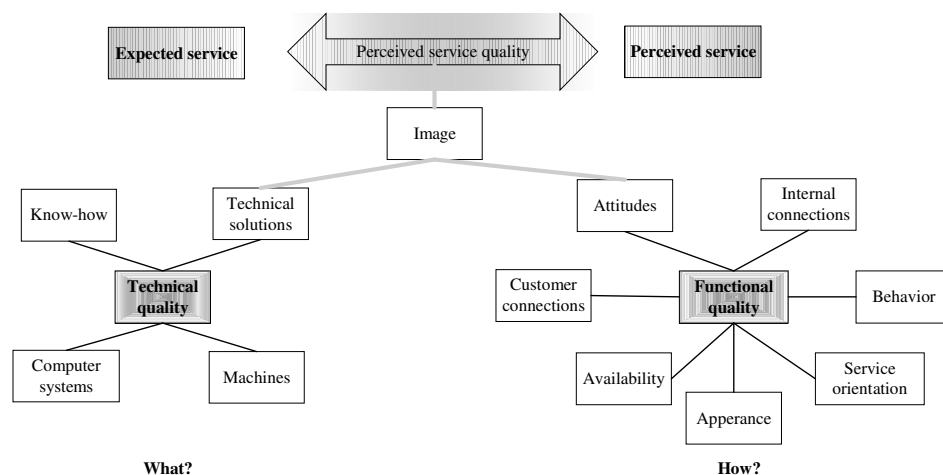 Expected service
Perceived service quality
Perceived service
Image
Know-how
Technical
solutions
Attitudes
Internal
connections
Technical
quality
Customer
connections
Functional
quality
Behavior
Computer
systems
Machines
Availability
Apperance
Service
orientation
What?
How?